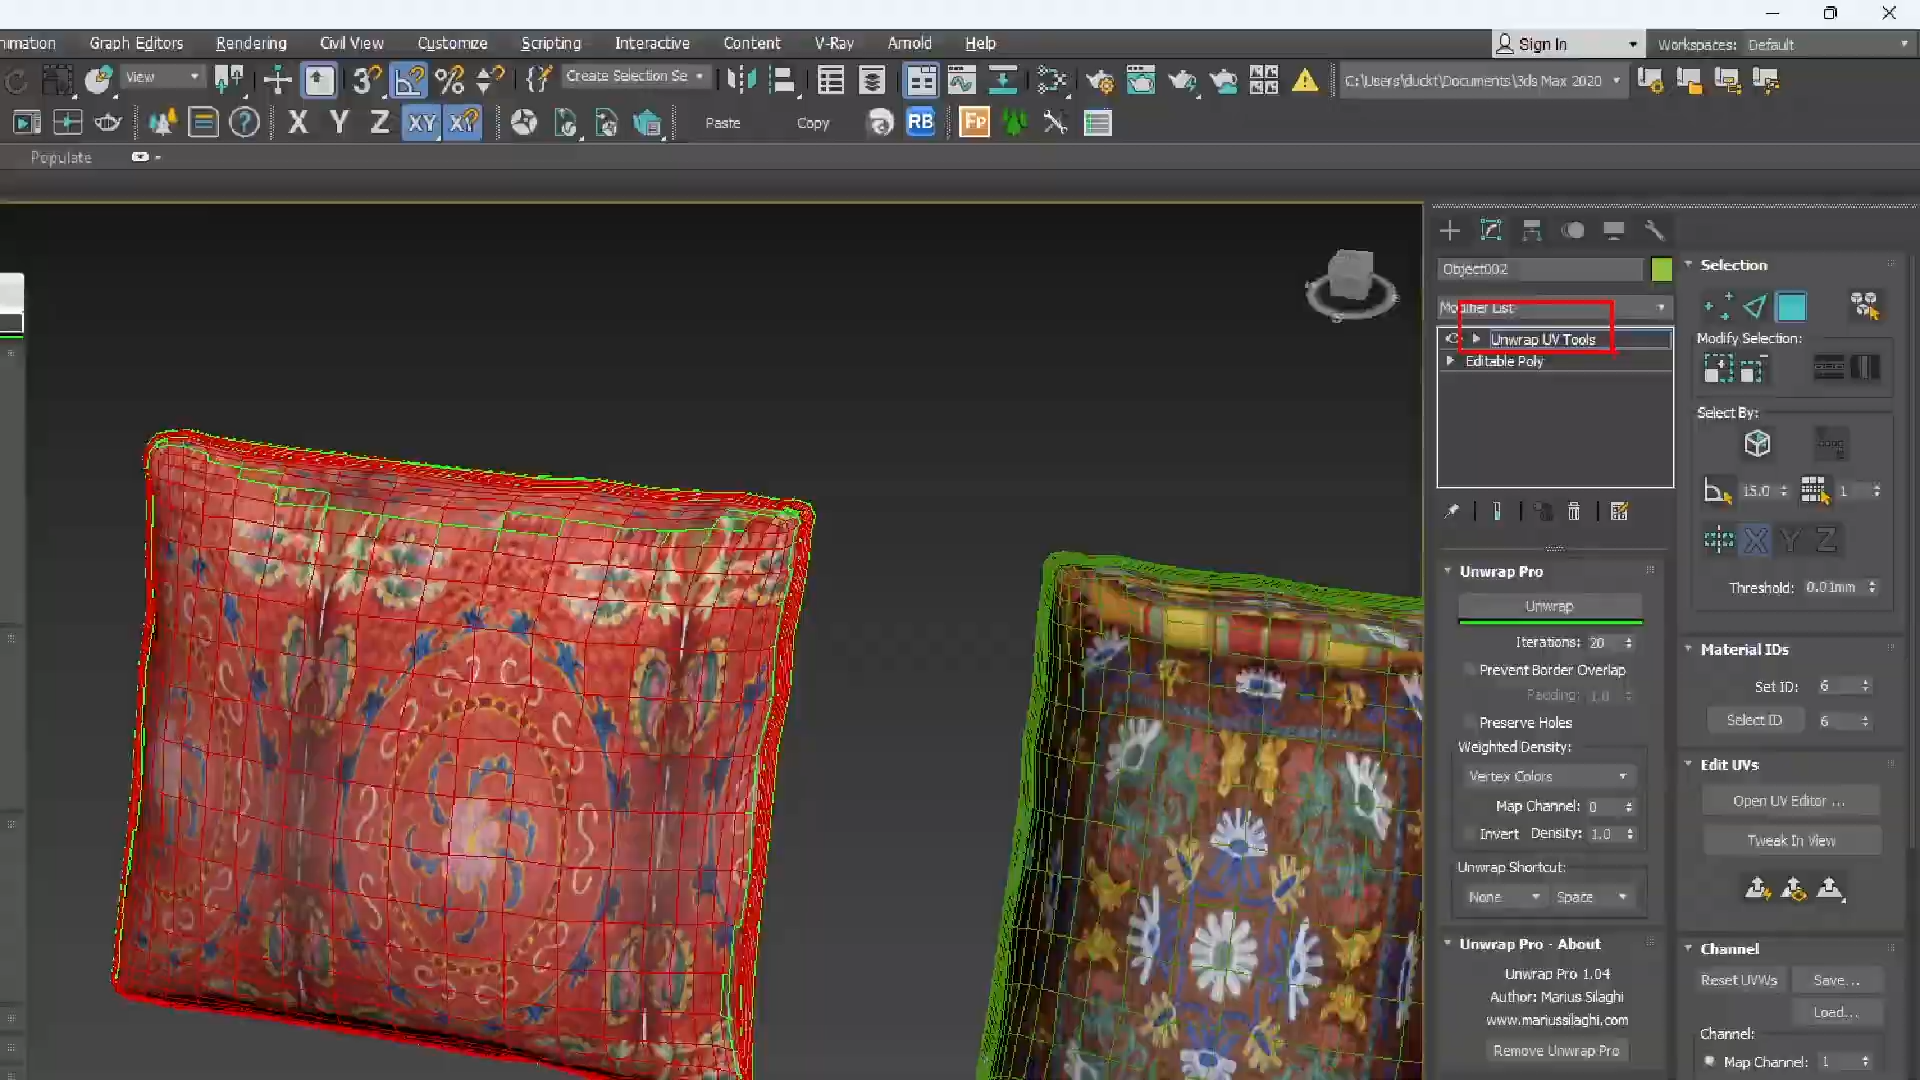 nimation Graph Editors Rendering Civil View Customize Scripting Interactive Content V-Ray Arnold Help
Sign In Workspaces: Default
View 3 Create Selection Se C:\Users\duckt\Documents\3ds Max 2020
X Y Z XY XY Paste Copy RB Fp
Populate
Object002
Modifier List
Unwrap UV Tools
Editable Poly
Unwrap Pro
Unwrap
Iterations: 20
Prevent Border Overlap
Padding: 1.0
Preserve Holes
Weighted Density:
Vertex Colors
Map Channel: 0
Invert Density: 1.0
Unwrap Shortcut:
None Space
Unwrap Pro - About
Unwrap Pro 1.04
Author: Marius Silaghi
www.mariussilaghi.com
Remove Unwrap Pro
Selection
Modify Selection:
Select By:
15.0 1
X Y Z
Threshold: 0.01mm
Material IDs
Set ID: 6
Select ID 6
Edit UVs
Open UV Editor ...
Tweak In View
Channel
Reset UVWs Save...
Load...
Channel:
Map Channel: 1